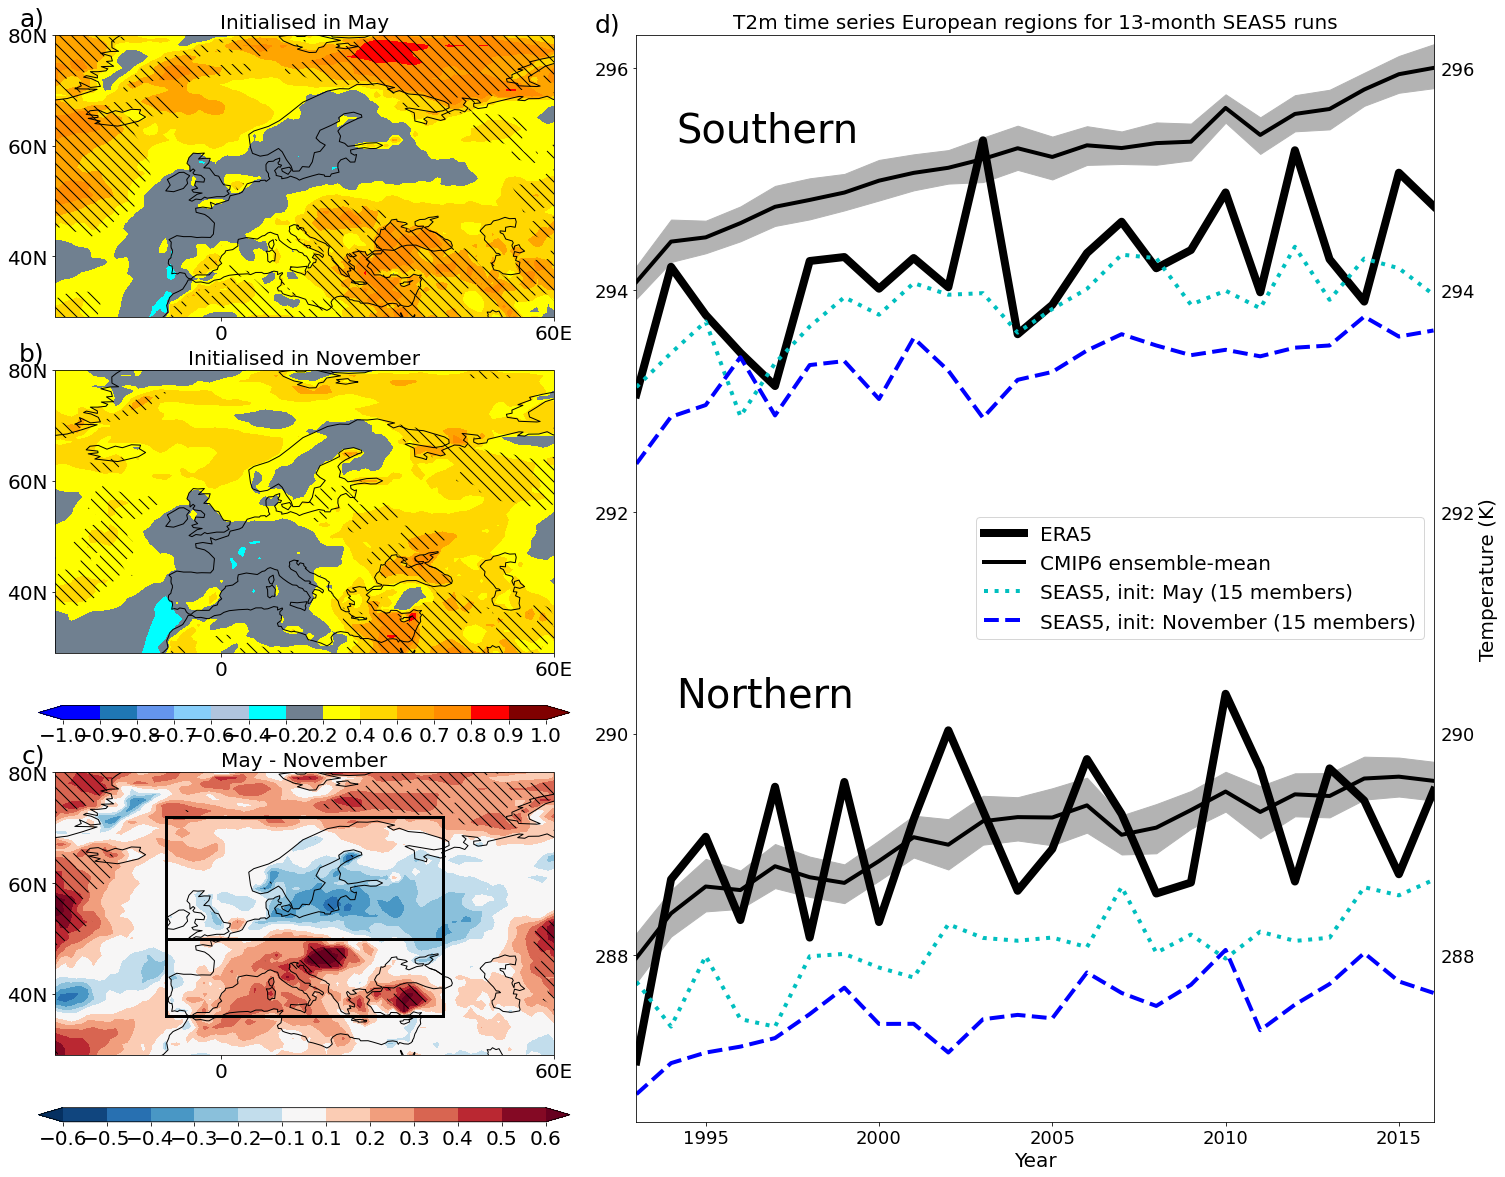 a)
Initialised in May
80N
60N
40N
0
60E
b)
Initialised in November
80N
60N
40N
0
60E
−1.0 −0.9 −0.8 −0.7 −0.6 −0.4 −0.2 0.2 0.4 0.6 0.7 0.8 0.9 1.0
c)
May - November
80N
60N
40N
0
60E
−0.6 −0.5 −0.4 −0.3 −0.2 −0.1 0.1 0.2 0.3 0.4 0.5 0.6
d)
T2m time series European regions for 13-month SEAS5 runs
296
294
292
290
288
Southern
ERA5
CMIP6 ensemble-mean
SEAS5, init: May (15 members)
SEAS5, init: November (15 members)
Northern
296
294
292
290
288
Temperature (K)
1995 2000 2005 2010 2015
Year